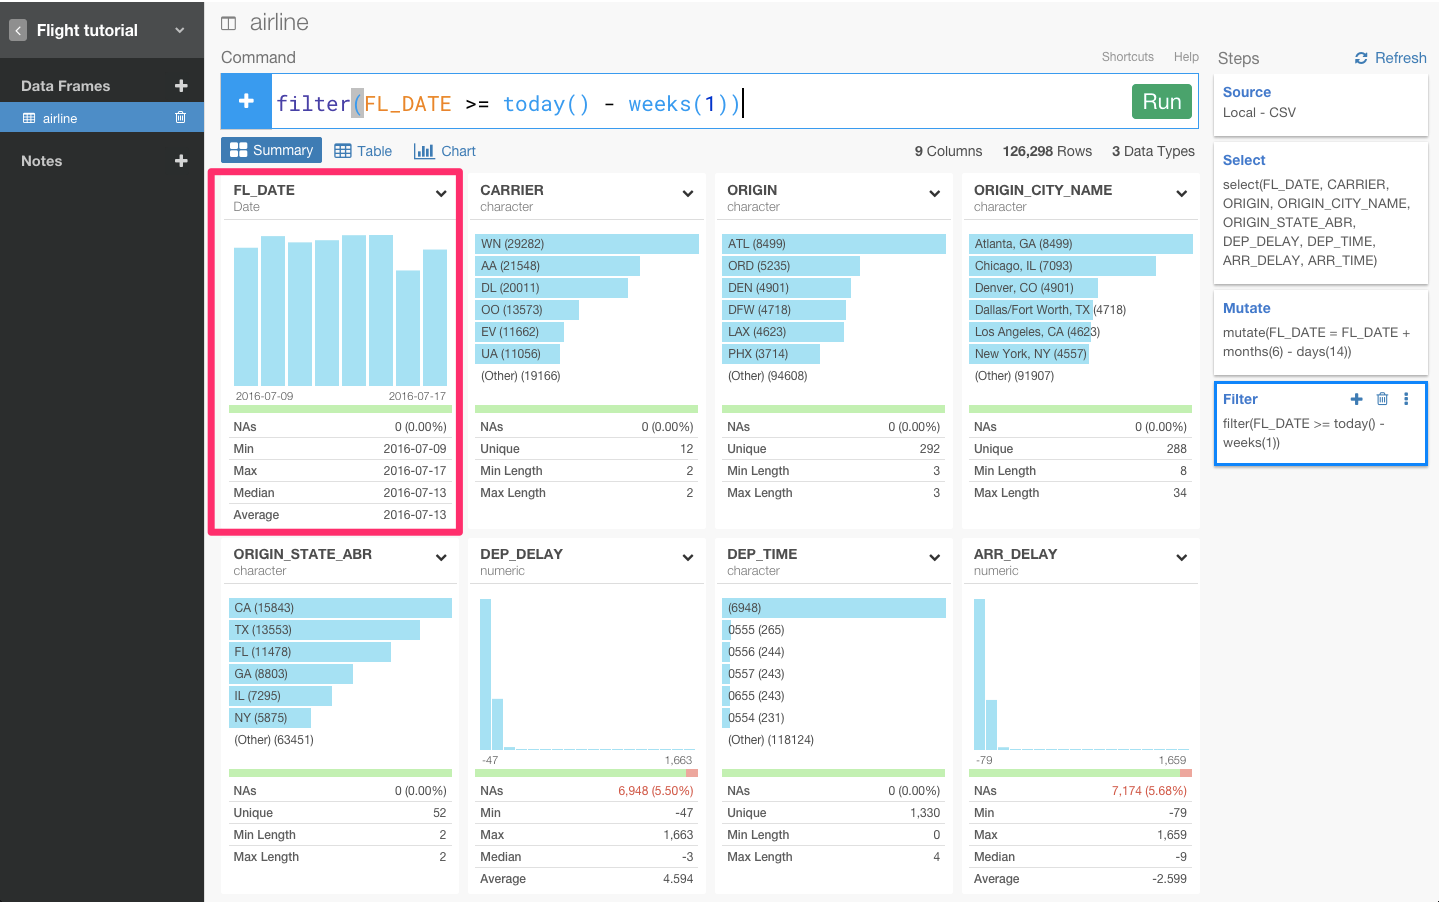 Flight tutorial
Data Frames
airline
Notes
airline
Command
Shortcuts Help
filter(FL_DATE >= today() - weeks(1))
Run
Summary Table Chart
9 Columns 126,298 Rows 3 Data Types
FL_DATE
Date
2016-07-09 2016-07-17
NAs 0 (0.00%)
Min 2016-07-09
Max 2016-07-17
Median 2016-07-13
Average 2016-07-13
CARRIER
character
WN (29282)
AA (21548)
DL (20011)
OO (13573)
EV (11662)
UA (11056)
(Other) (19166)
NAs 0 (0.00%)
Unique 12
Min Length 2
Max Length 2
ORIGIN
character
ATL (8499)
ORD (5235)
DEN (4901)
DFW (4718)
LAX (4623)
PHX (3714)
(Other) (94608)
NAs 0 (0.00%)
Unique 292
Min Length 3
Max Length 3
ORIGIN_CITY_NAME
character
Atlanta, GA (8499)
Chicago, IL (7093)
Denver, CO (4901)
Dallas/Fort Worth, TX (4718)
Los Angeles, CA (4623)
New York, NY (4557)
(Other) (91907)
NAs 0 (0.00%)
Unique 288
Min Length 8
Max Length 34
ORIGIN_STATE_ABR
character
CA (15843)
TX (13553)
FL (11478)
GA (8803)
IL (7295)
NY (5875)
(Other) (63451)
NAs 0 (0.00%)
Unique 52
Min Length 2
Max Length 2
DEP_DELAY
numeric
-47 1,663
NAs 6,948 (5.50%)
Min -47
Max 1,663
Median -3
Average 4.594
DEP_TIME
character
(6948)
0555 (265)
0556 (244)
0557 (243)
0655 (243)
0554 (231)
(Other) (118124)
NAs 0 (0.00%)
Unique 1,330
Min Length 0
Max Length 4
ARR_DELAY
numeric
-79 1,659
NAs 7,174 (5.68%)
Min -79
Max 1,659
Median -9
Average -2.599
Steps Refresh
Source
Local - CSV
Select
select(FL_DATE, CARRIER,
ORIGIN, ORIGIN_CITY_NAME,
ORIGIN_STATE_ABR,
DEP_DELAY, DEP_TIME,
ARR_DELAY, ARR_TIME)
Mutate
mutate(FL_DATE = FL_DATE +
months(6) - days(14))
Filter
filter(FL_DATE >= today() -
weeks(1))